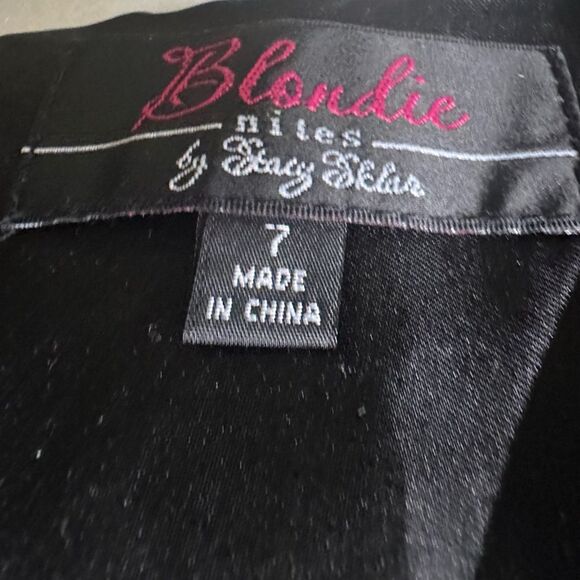 Blondie
nites
by Stacy Sklar
7
MADE
IN CHINA